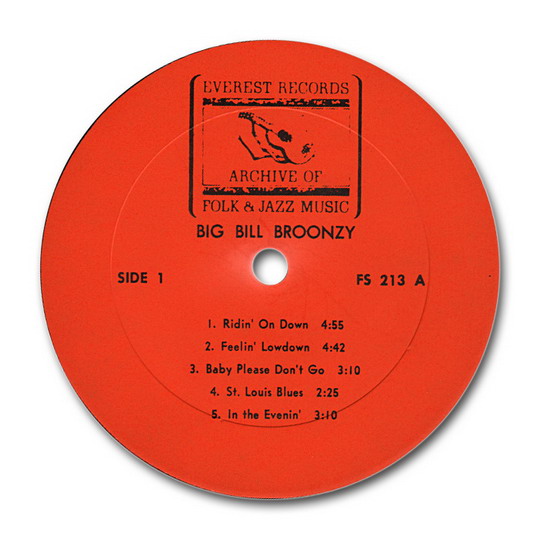 EVEREST RECORDS
ARCHIVE OF
FOLK & JAZZ MUSIC
BIG BILL BROONZY
SIDE 1 FS 213 A
1. Ridin' On Down 4:55
2. Feelin' Lowdown 4:42
3. Baby Please Don't Go 3:10
4. St. Louis Blues 2:25
5. In the Evenin' 3:10